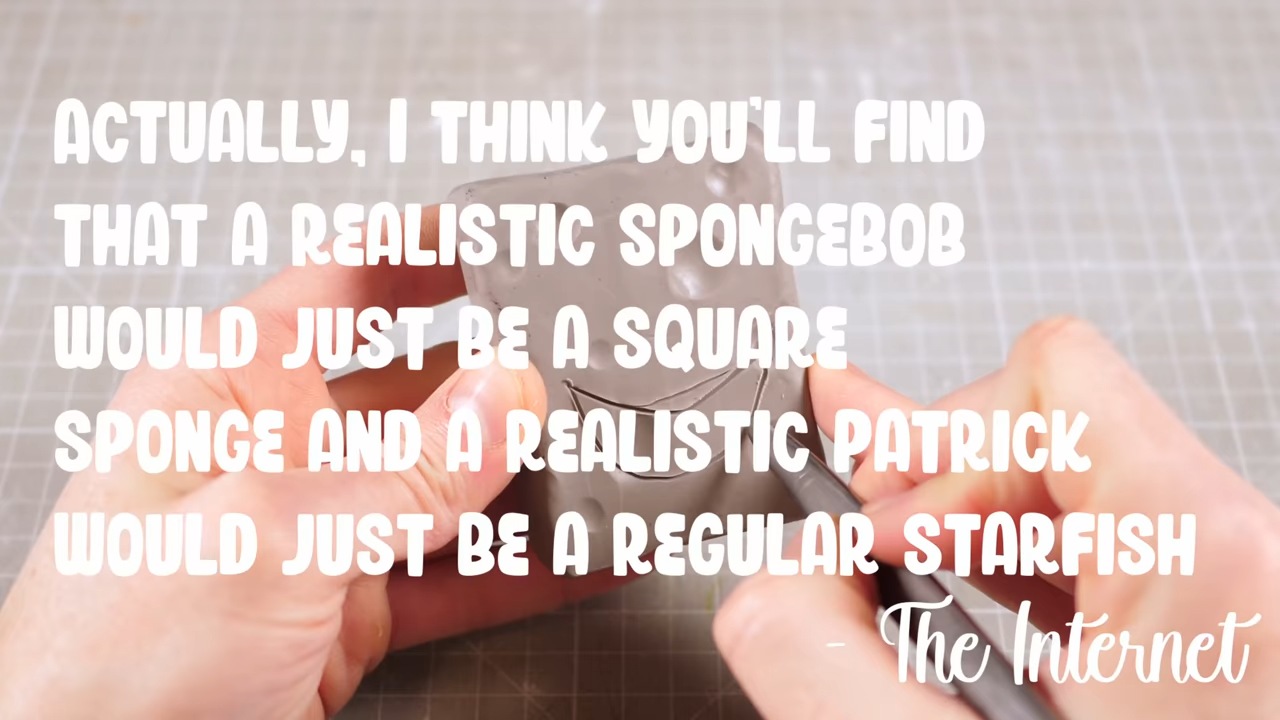 ACTUALLY, I THINK YOU'LL FIND
THAT A REALISTIC SPONGEBOB
WOULD JUST BE A SQUARE
SPONGE AND A REALISTIC PATRICK
WOULD JUST BE A REGULAR STARFISH
- The Internet